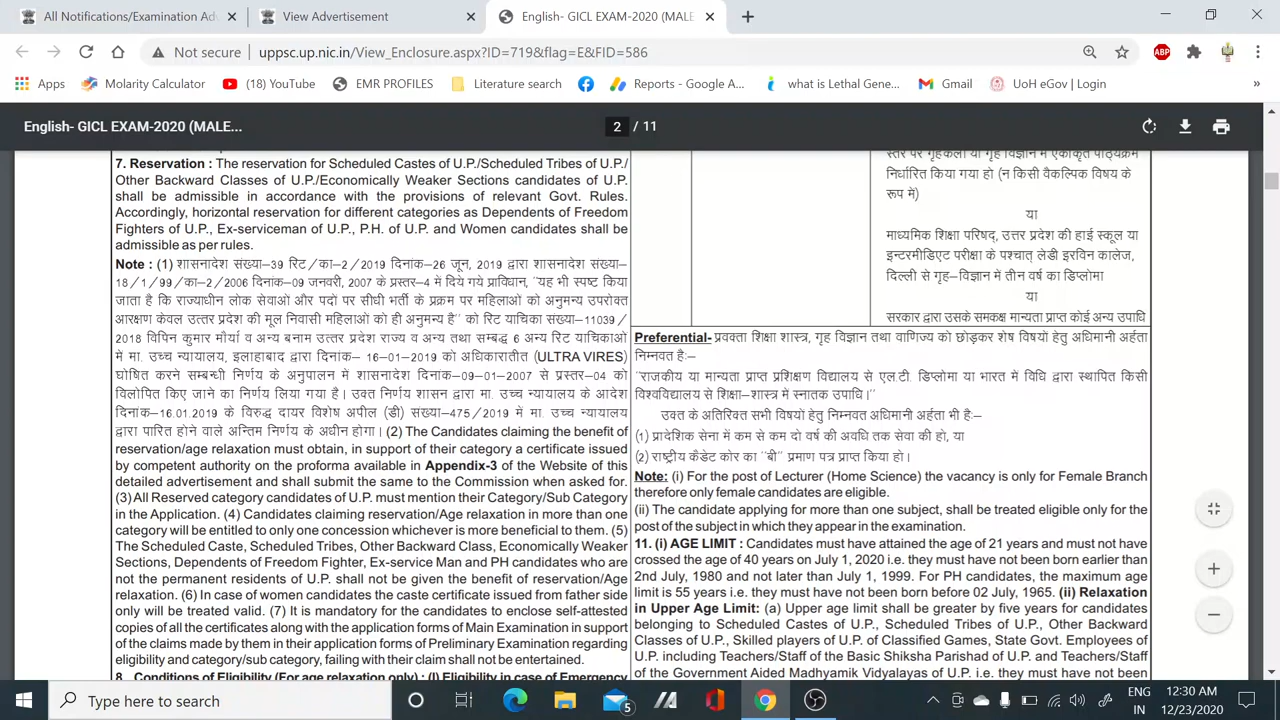 All Notifications/Examination Adv
View Advertisement
English- GICL EXAM-2020 (MALE
Not secure
uppsc.up.nic.in/View_Enclosure.aspx?ID=719&flag=E&FID=586
ABP
Apps
Molarity Calculator
(18) YouTube
EMR PROFILES
Literature search
Reports - Google A...
what is Lethal Gene...
Gmail
UoH eGov | Login
»
English- GICL EXAM-2020 (MALE...
2 / 11
7. Reservation : The reservation for Scheduled Castes of U.P./Scheduled Tribes of U.P./
Other Backward Classes of U.P./Economically Weaker Sections candidates of U.P.
shall be admissible in accordance with the provisions of relevant Govt. Rules.
Accordingly, horizontal reservation for different categories as Dependents of Freedom
Fighters of U.P., Ex-serviceman of U.P., P.H. of U.P. and Women candidates shall be
admissible as per rules.
Note : (1) शासनादेश संख्या-39 रिट/का-2/2019 दिनांक-26 जून, 2019 द्वारा शासनादेश संख्या-
18/1/99/का-2/2006 दिनांक-09 जनवरी, 2007 के प्रस्तर-4 में दिये गये प्राविधान, "यह भी स्पष्ट किया
जाता है कि राज्याधीन लोक सेवाओं और पदों पर सीधी भर्ती के प्रक्रम पर महिलाओं को अनुमन्य उपरोक्त
आरक्षण केवल उत्तर प्रदेश की मूल निवासी महिलाओं को ही अनुमन्य है" को रिट याचिका संख्या-11039/
2018 विपिन कुमार मौर्या व अन्य बनाम उत्तर प्रदेश राज्य व अन्य तथा सम्बद्ध 6 अन्य रिट याचिकाओं
में मा. उच्च न्यायालय, इलाहाबाद द्वारा दिनांक- 16-01-2019 को अधिकारातीत (ULTRA VIRES)
घोषित करने सम्बन्धी निर्णय के अनुपालन में शासनादेश दिनांक-09-01-2007 से प्रस्तर-04 को
विलोपित किए जाने का निर्णय लिया गया है। उक्त निर्णय शासन द्वारा मा. उच्च न्यायालय के आदेश
दिनांक-16.01.2019 के विरुद्ध दायर विशेष अपील (डी) संख्या-475/2019 में मा. उच्च न्यायालय
द्वारा पारित होने वाले अन्तिम निर्णय के अधीन होगा। (2) The Candidates claiming the benefit of
reservation/age relaxation must obtain, in support of their category a certificate issued
by competent authority on the proforma available in Appendix-3 of the Website of this
detailed advertisement and shall submit the same to the Commission when asked for.
(3) All Reserved category candidates of U.P. must mention their Category/Sub Category
in the Application. (4) Candidates claiming reservation/Age relaxation in more than one
category will be entitled to only one concession whichever is more beneficial to them. (5)
The Scheduled Caste, Scheduled Tribes, Other Backward Class, Economically Weaker
Sections, Dependents of Freedom Fighter, Ex-service Man and PH candidates who are
not the permanent residents of U.P. shall not be given the benefit of reservation/Age
relaxation. (6) In case of women candidates the caste certificate issued from father side
only will be treated valid. (7) It is mandatory for the candidates to enclose self-attested
copies of all the certificates along with the application forms of Main Examination in support
of the claims made by them in their application forms of Preliminary Examination regarding
eligibility and category/sub category, failing with their claim shall not be entertained.
8. Conditions of Eligibility (For age relaxation only) : (I) Eligibility in case of Emergency
स्तर पर गृहकला या गृह विज्ञान में एकीकृत पाठ्यक्रम
निर्धारित किया गया हो (न किसी वैकल्पिक विषय के
रूप में)
या
माध्यमिक शिक्षा परिषद्, उत्तर प्रदेश की हाई स्कूल या
इन्टरमीडिएट परीक्षा के पश्चात् लेडी इरविन कालेज,
दिल्ली से गृह-विज्ञान में तीन वर्ष का डिप्लोमा
या
सरकार द्वारा उसके समकक्ष मान्यता प्राप्त कोई अन्य उपाधि
Preferential- प्रवक्ता शिक्षा शास्त्र, गृह विज्ञान तथा वाणिज्य को छोड़कर शेष विषयों हेतु अधिमानी अर्हता
निम्नवत है:-
"राजकीय या मान्यता प्राप्त प्रशिक्षण विद्यालय से एल.टी. डिप्लोमा या भारत में विधि द्वारा स्थापित किसी
विश्वविद्यालय से शिक्षा-शास्त्र में स्नातक उपाधि।"
उक्त के अतिरिक्त सभी विषयों हेतु निम्नवत अधिमानी अर्हता भी है:-
(1) प्रादेशिक सेना में कम से कम दो वर्ष की अवधि तक सेवा की हो, या
(2) राष्ट्रीय कैडेट कोर का "बी" प्रमाण पत्र प्राप्त किया हो।
Note: (i) For the post of Lecturer (Home Science) the vacancy is only for Female Branch
therefore only female candidates are eligible.
(ii) The candidate applying for more than one subject, shall be treated eligible only for the
post of the subject in which they appear in the examination.
11. (i) AGE LIMIT : Candidates must have attained the age of 21 years and must not have
crossed the age of 40 years on July 1, 2020 i.e. they must have not been born earlier than
2nd July, 1980 and not later than July 1, 1999. For PH candidates, the maximum age
limit is 55 years i.e. they must have not been born before 02 July, 1965. (ii) Relaxation
in Upper Age Limit: (a) Upper age limit shall be greater by five years for candidates
belonging to Scheduled Castes of U.P., Scheduled Tribes of U.P., Other Backward
Classes of U.P., Skilled players of U.P. of Classified Games, State Govt. Employees of
U.P. including Teachers/Staff of the Basic Shiksha Parishad of U.P. and Teachers/Staff
of the Government Aided Madhyamik Vidyalayas of U.P. i.e. they must have not been
Type here to search
5
ENG
IN
12:30 AM
12/23/2020